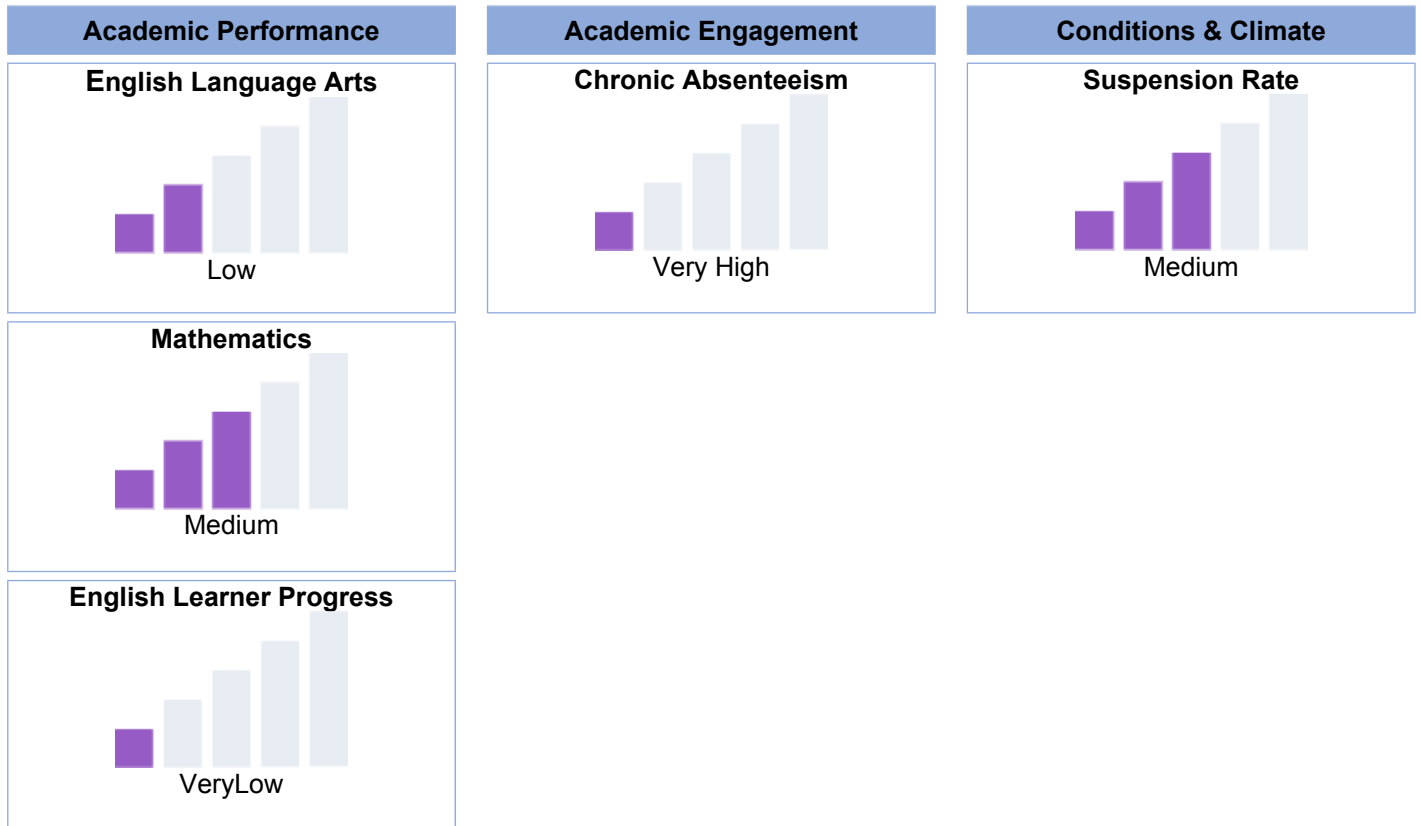 Academic Performance
English Language Arts
Low
Mathematics
Medium
English Learner Progress
VeryLow
Academic Engagement
Chronic Absenteeism
Very High
Conditions & Climate
Suspension Rate
Medium